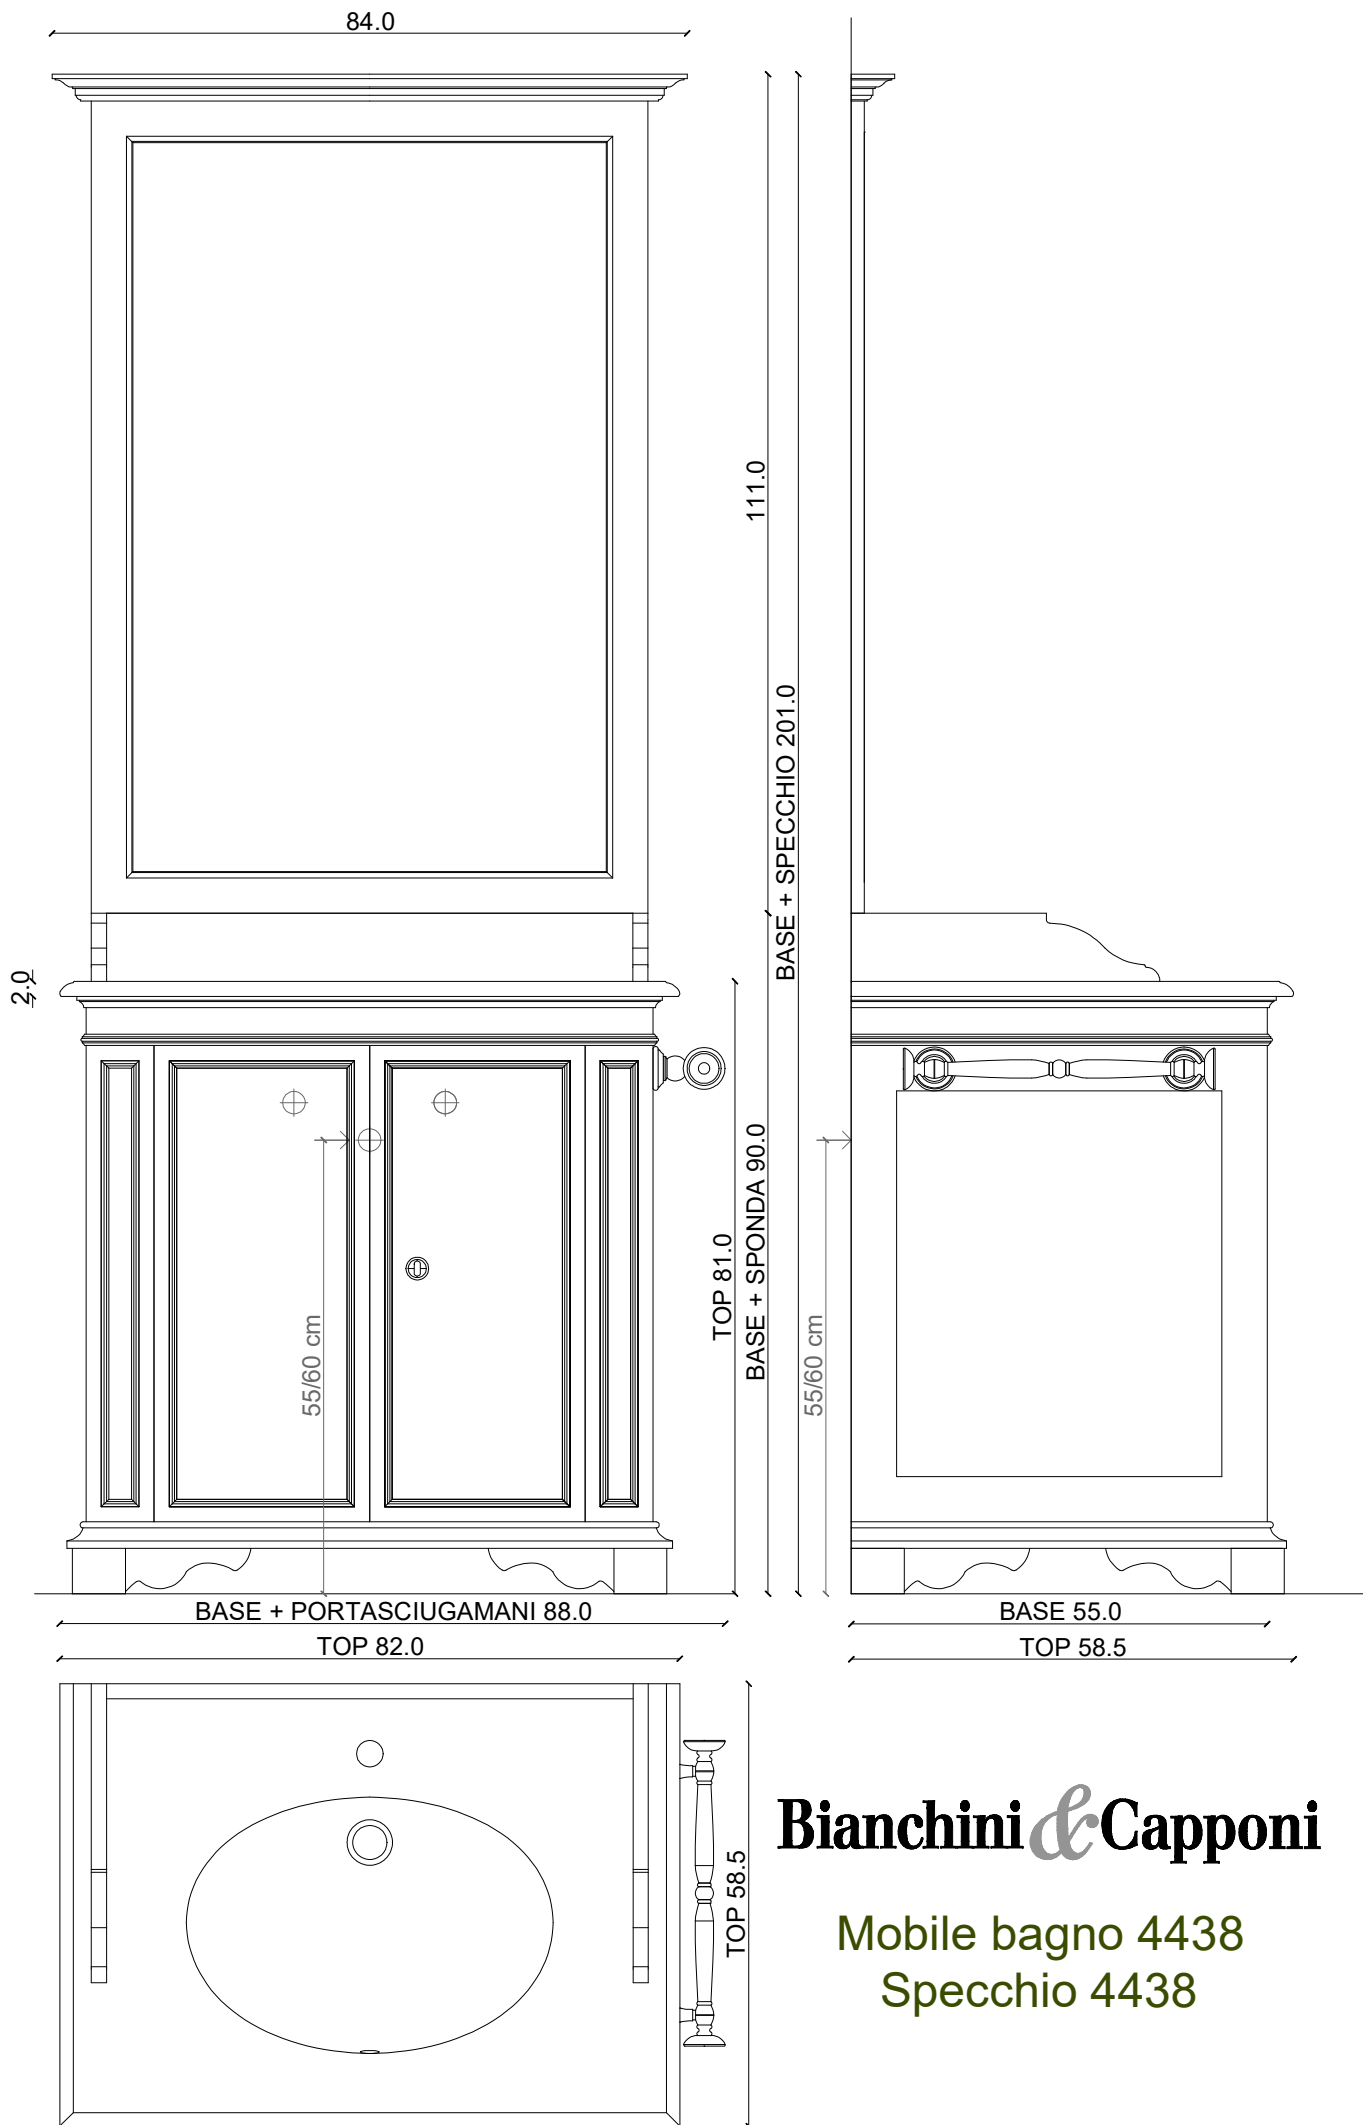 84.0
111.0
BASE + SPECCHIO 201.0
2.0
TOP 81.0
BASE + SPONDA 90.0
55/60 cm
55/60 cm
BASE + PORTASCIUGAMANI 88.0
TOP 82.0
BASE 55.0
TOP 58.5
TOP 58.5
Bianchini & Capponi
Mobile bagno 4438
Specchio 4438